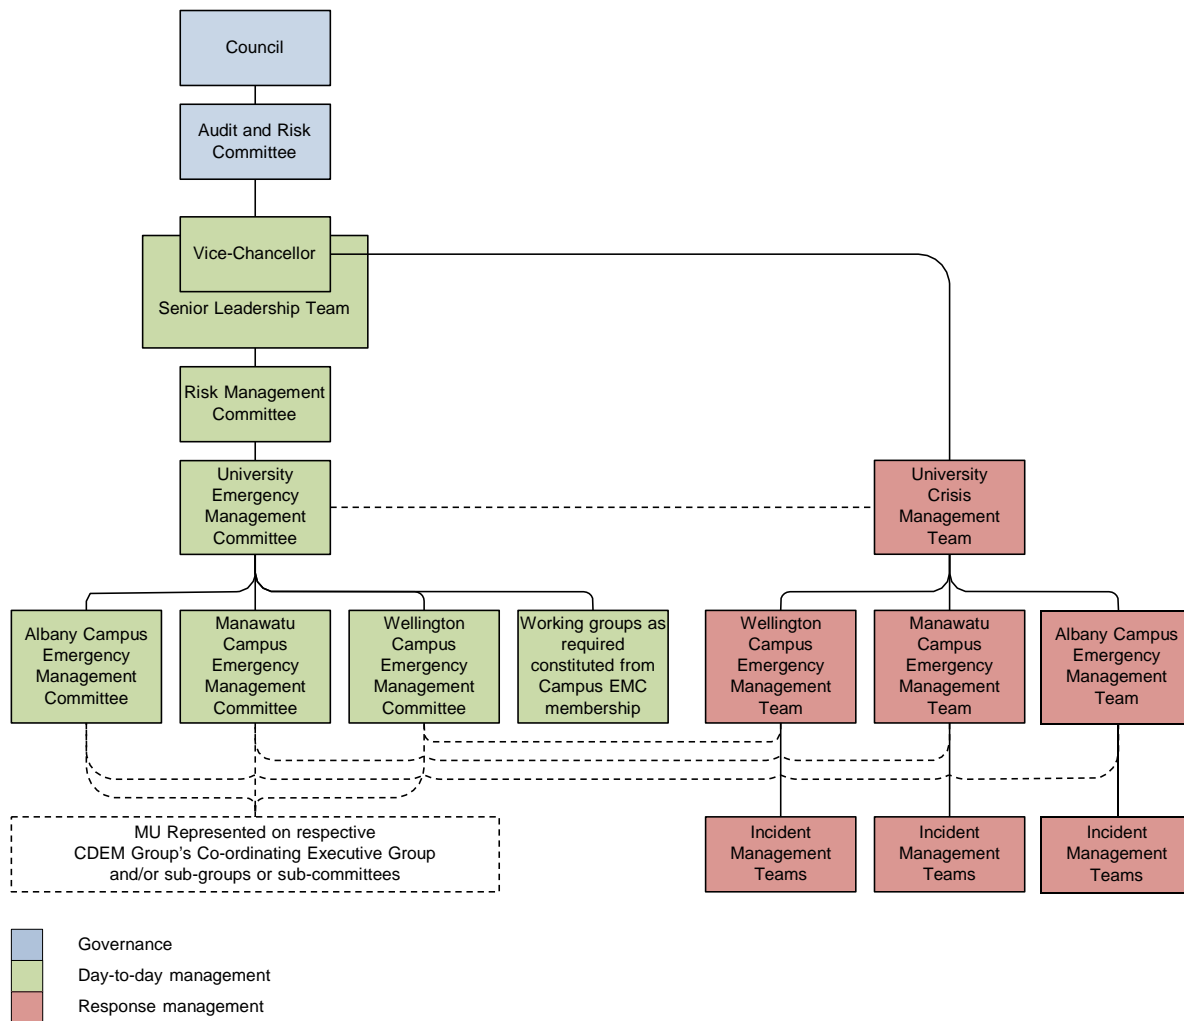 Council
Audit and Risk
Committee
Vice-Chancellor
Senior Leadership Team
Risk Management
Committee
University
Emergency
Management
Committee
University
Crisis
Management
Team
Albany Campus
Emergency
Management
Committee
Manawatu
Campus
Emergency
Management
Committee
Wellington
Campus
Emergency
Management
Committee
Working groups as
required
constituted from
Campus EMC
membership
Wellington
Campus
Emergency
Management
Team
Manawatu
Campus
Emergency
Management
Team
Albany Campus
Emergency
Management
Team
MU Represented on respective
CDEM Group’s Co-ordinating Executive Group
and/or sub-groups or sub-committees
Incident
Management
Teams
Incident
Management
Teams
Incident
Management
Teams
Governance
Day-to-day management
Response management